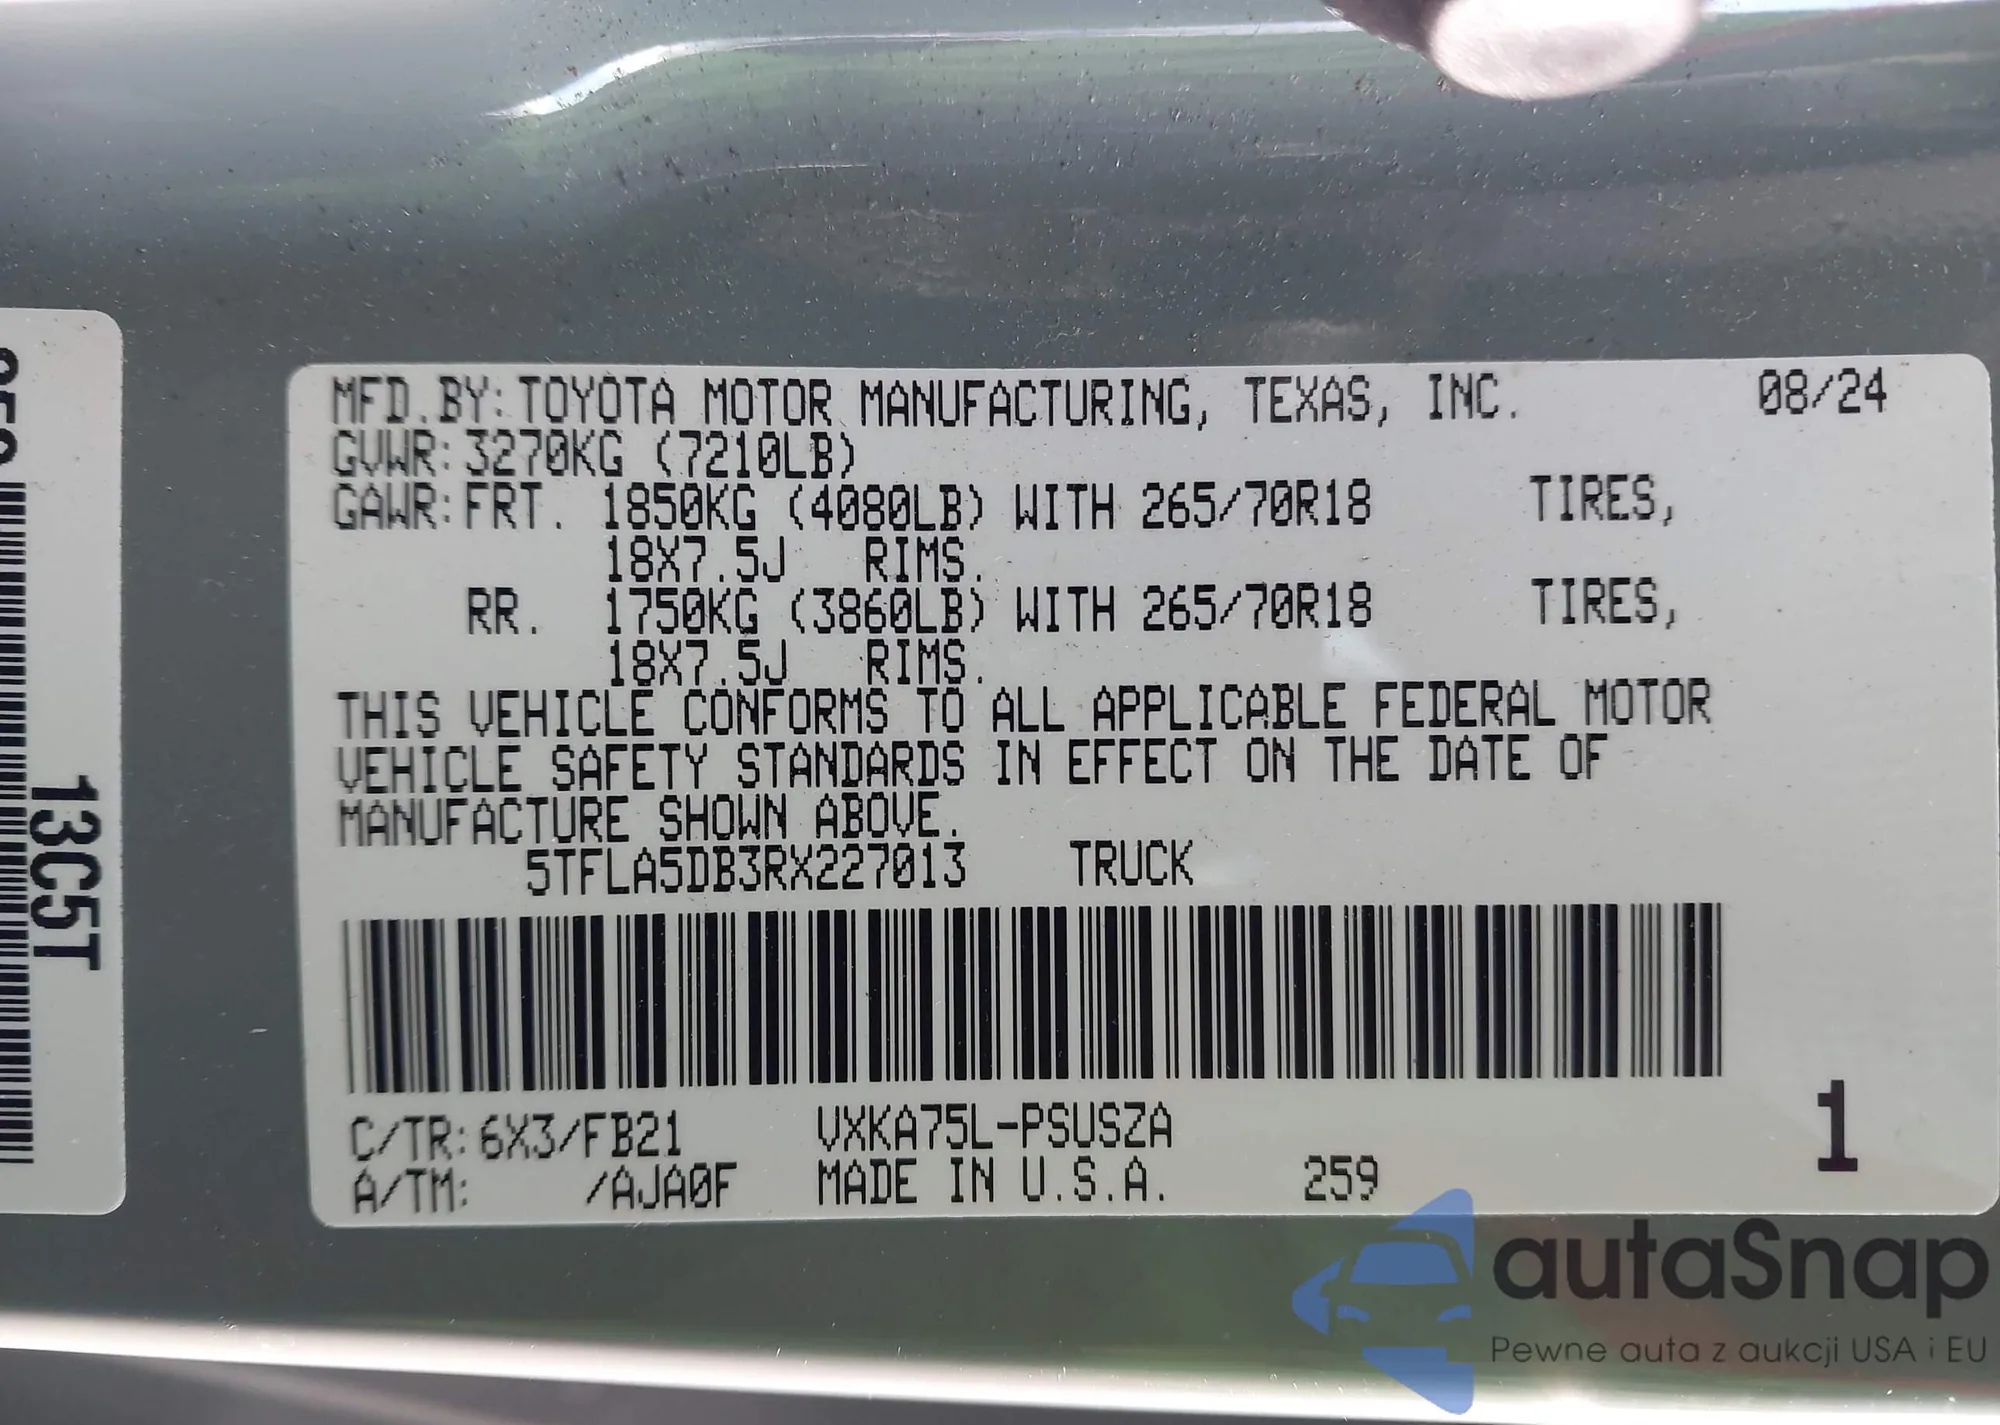 MFD.BY:TOYOTA MOTOR MANUFACTURING, TEXAS, INC. 08/24
GVWR:3270KG (7210LB)
GAWR:FRT. 1850KG (4080LB) WITH 265/70R18 TIRES,
18X7.5J RIMS.
RR. 1750KG (3860LB) WITH 265/70R18 TIRES,
18X7.5J RIMS.
THIS VEHICLE CONFORMS TO ALL APPLICABLE FEDERAL MOTOR
VEHICLE SAFETY STANDARDS IN EFFECT ON THE DATE OF
MANUFACTURE SHOWN ABOVE.
5TFLA5DB3RX227013 TRUCK
C/TR:6X3/FB21 VXKA75L-PSUSZA
A/TM: /AJA0F MADE IN U.S.A. 259
1
13C5T
autaSnap
Pewne auta z aukcji USA i EU